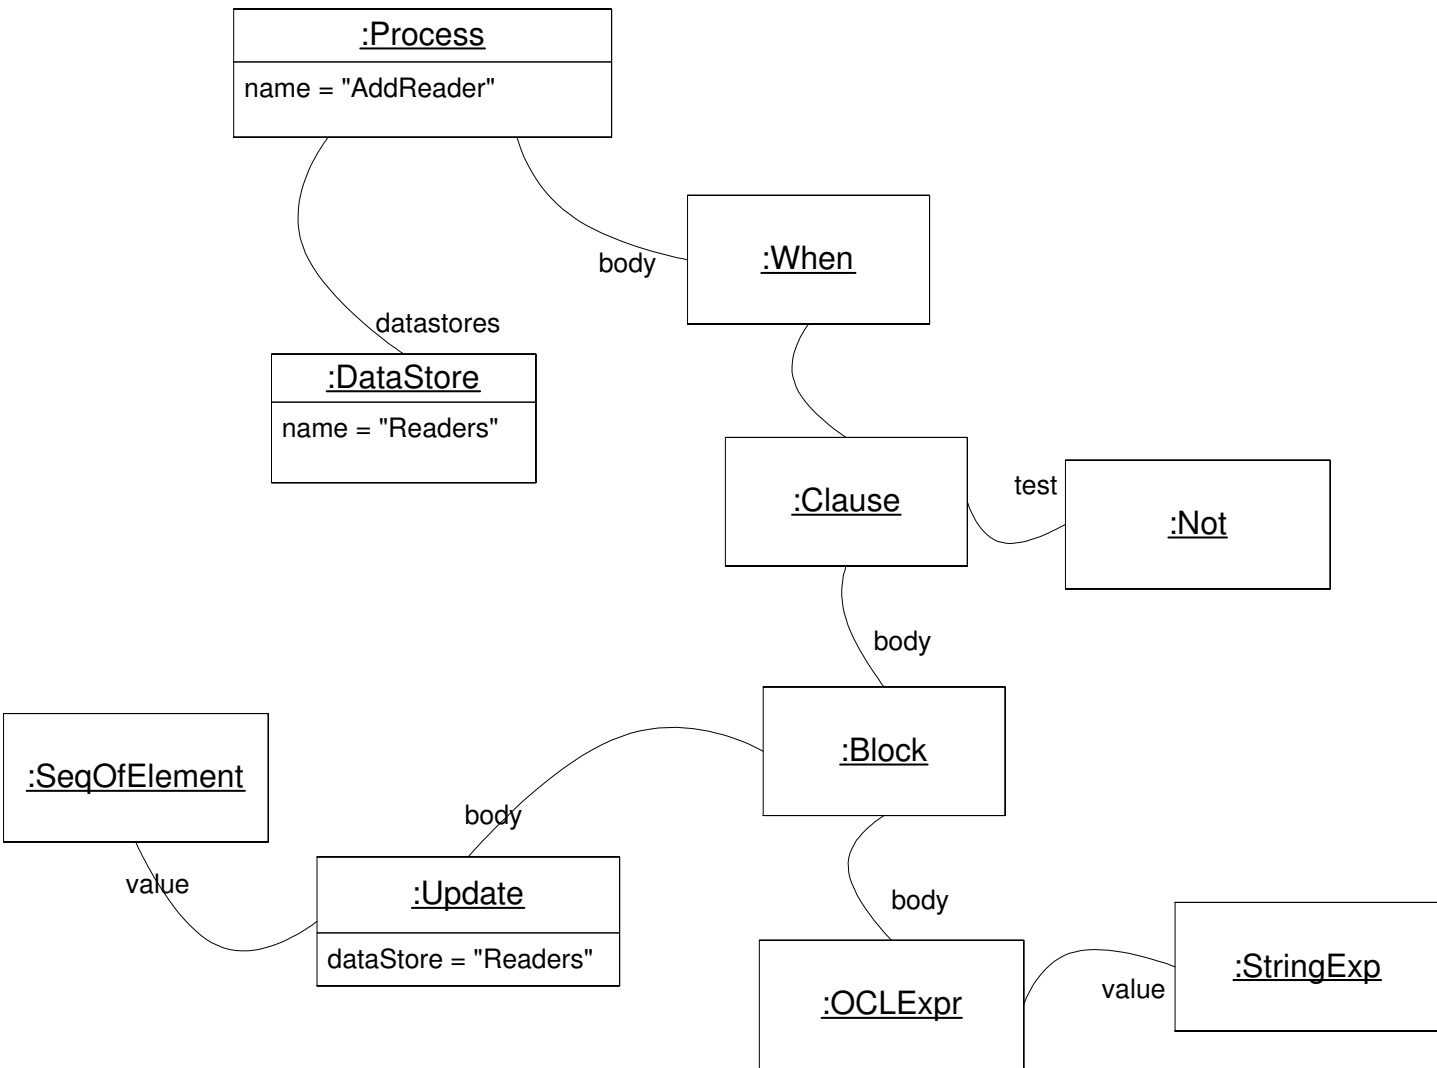 :Process
name = "AddReader"
:When
body
datastores
:DataStore
name = "Readers"
:Clause
test
:Not
body
:SeqOfElement
:Block
body
value
:Update
dataStore = "Readers"
body
:OCLExpr
value
:StringExp